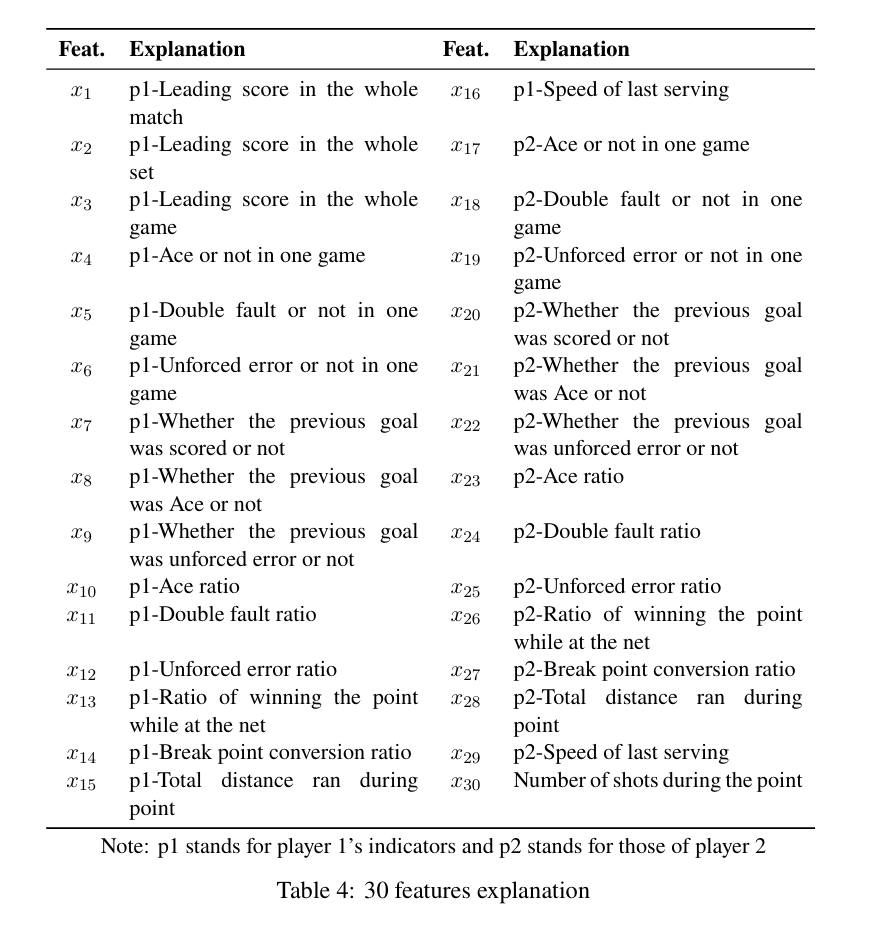 Feat. Explanation Feat. Explanation
x1 p1-Leading score in the whole x16 p1-Speed of last serving
match
x2 p1-Leading score in the whole x17 p2-Ace or not in one game
set
x3 p1-Leading score in the whole x18 p2-Double fault or not in one
game game
x4 p1-Ace or not in one game x19 p2-Unforced error or not in one
game
x5 p1-Double fault or not in one x20 p2-Whether the previous goal
game was scored or not
x6 p1-Unforced error or not in one x21 p2-Whether the previous goal
game was Ace or not
x7 p1-Whether the previous goal x22 p2-Whether the previous goal
was scored or not was unforced error or not
x8 p1-Whether the previous goal x23 p2-Ace ratio
was Ace or not
x9 p1-Whether the previous goal x24 p2-Double fault ratio
was unforced error or not
x10 p1-Ace ratio x25 p2-Unforced error ratio
x11 p1-Double fault ratio x26 p2-Ratio of winning the point
while at the net
x12 p1-Unforced error ratio x27 p2-Break point conversion ratio
x13 p1-Ratio of winning the point x28 p2-Total distance ran during
while at the net point
x14 p1-Break point conversion ratio x29 p2-Speed of last serving
x15 p1-Total distance ran during x30 Number of shots during the point
point
Note: p1 stands for player 1's indicators and p2 stands for those of player 2
Table 4: 30 features explanation